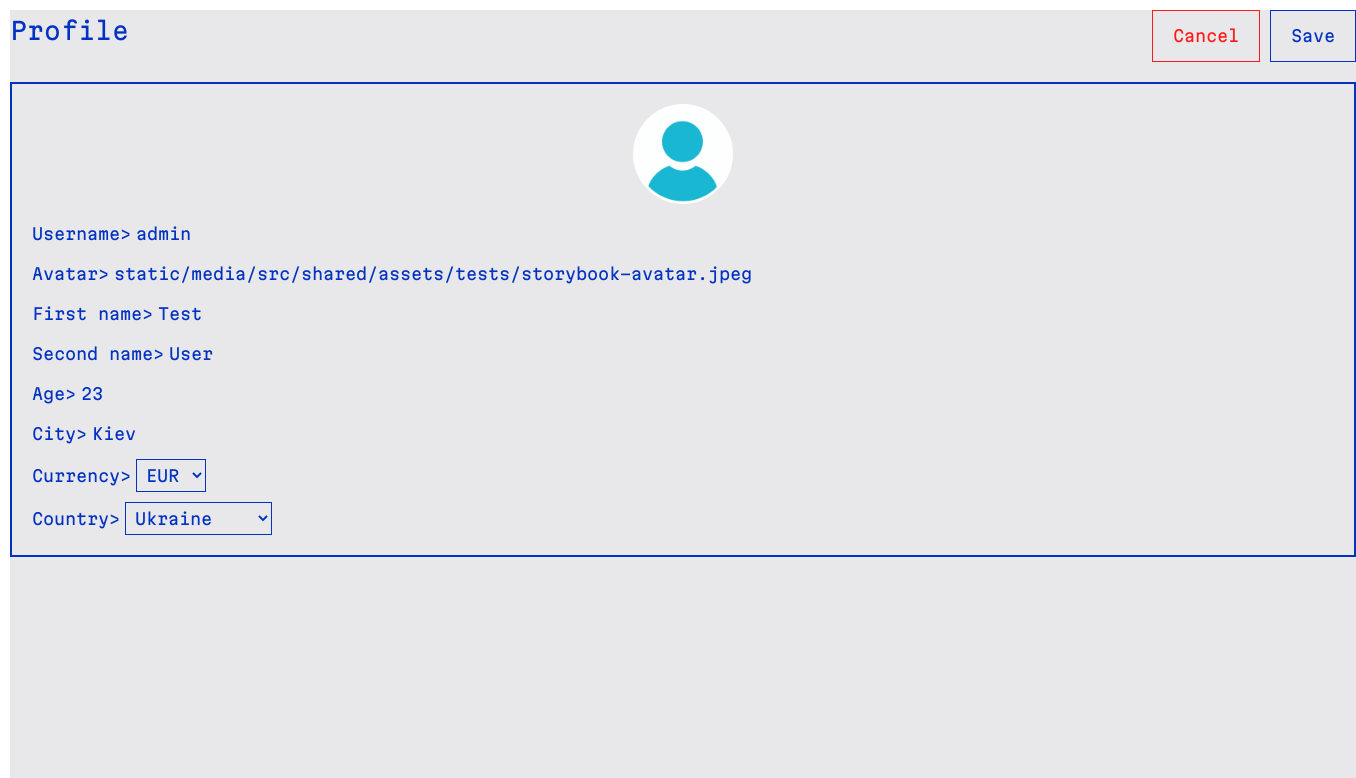 Profile
Cancel
Save
Username> admin
Avatar> static/media/src/shared/assets/tests/storybook-avatar.jpeg
First name> Test
Second name> User
Age> 23
City> Kiev
Currency> EUR
Country> Ukraine